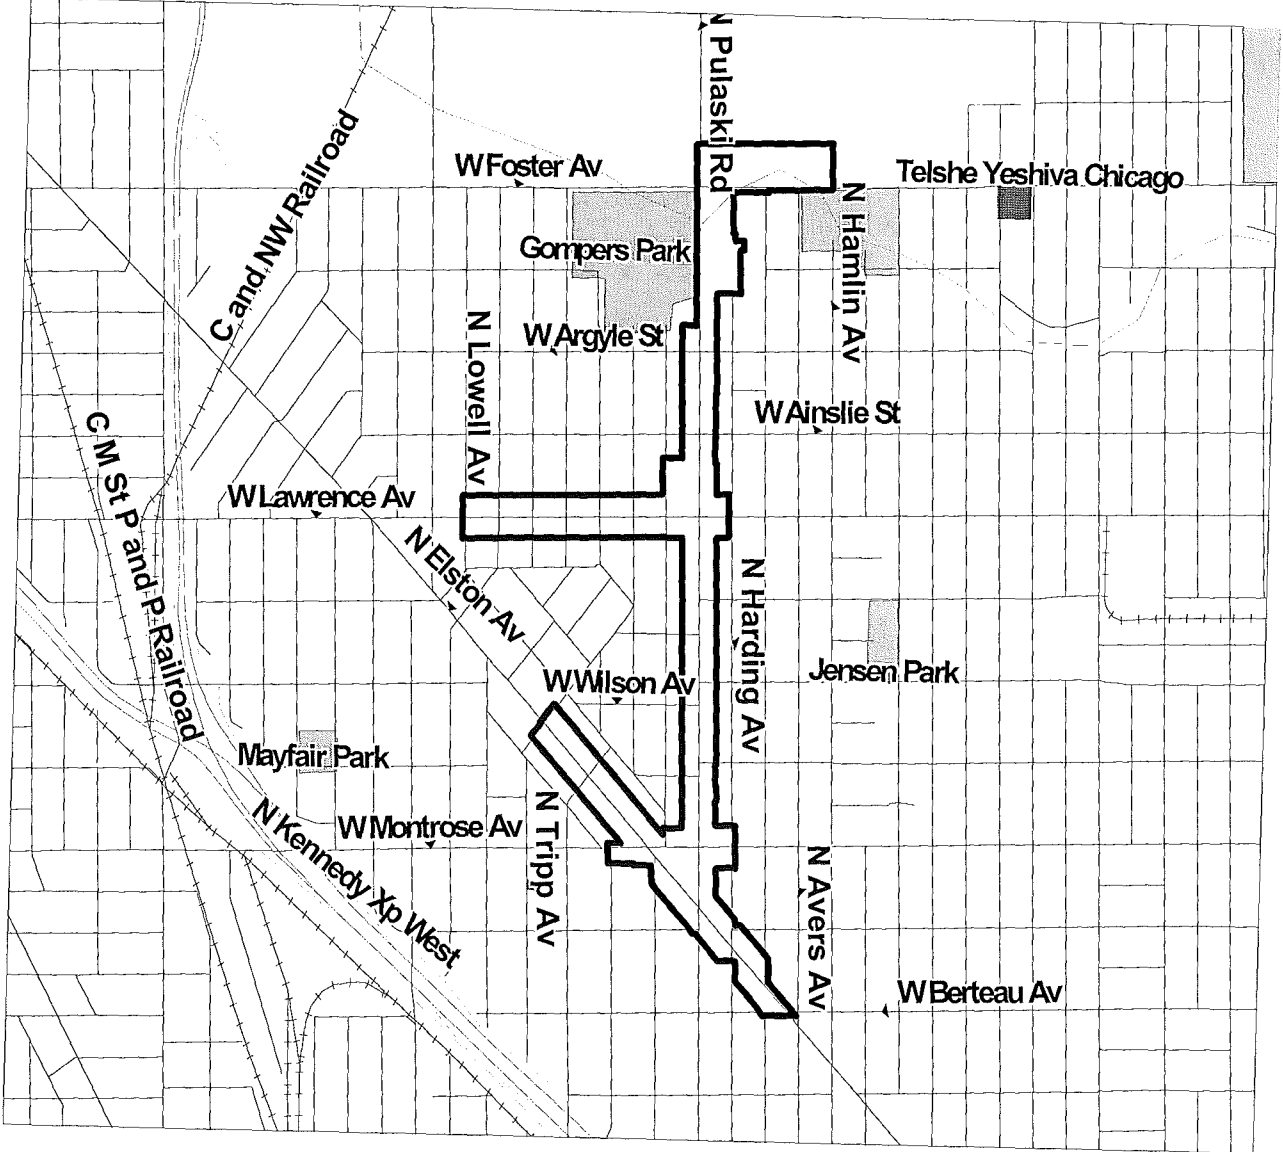 N Pulaski Rd
W Foster Av
Telshe Yeshiva Chicago
C and NW Railroad
N Hamlin Av
Gompers Park
W Argyle St
N Lowell Av
W Ainslie St
C M St P and P Railroad
W Lawrence Av
N Elston Av
N Harding Av
W Wilson Av
Jensen Park
Mayfair Park
N Kennedy Xp West
W Montrose Av
N Tripp Av
N Avers Av
W Berteau Av